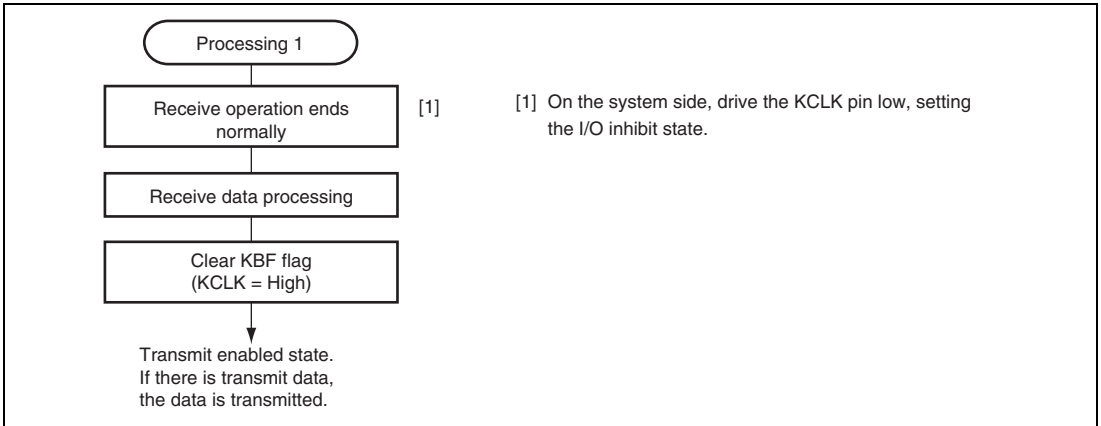 Processing 1
Receive operation ends
normally
[1]
[1] On the system side, drive the KCLK pin low, setting
the I/O inhibit state.
Receive data processing
Clear KBF flag
(KCLK = High)
Transmit enabled state.
If there is transmit data,
the data is transmitted.